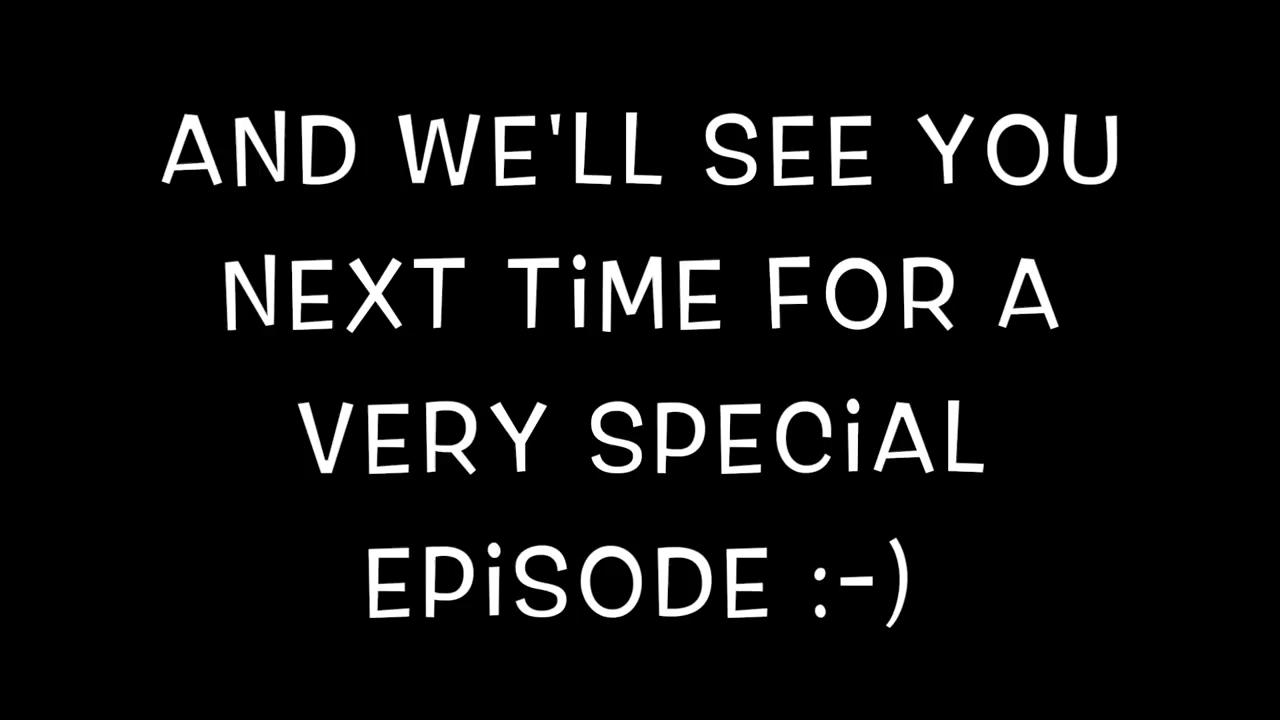 AND WE'LL SEE YOU
NEXT TiME FOR A
VERY SPECiAL
EPiSODE :-)